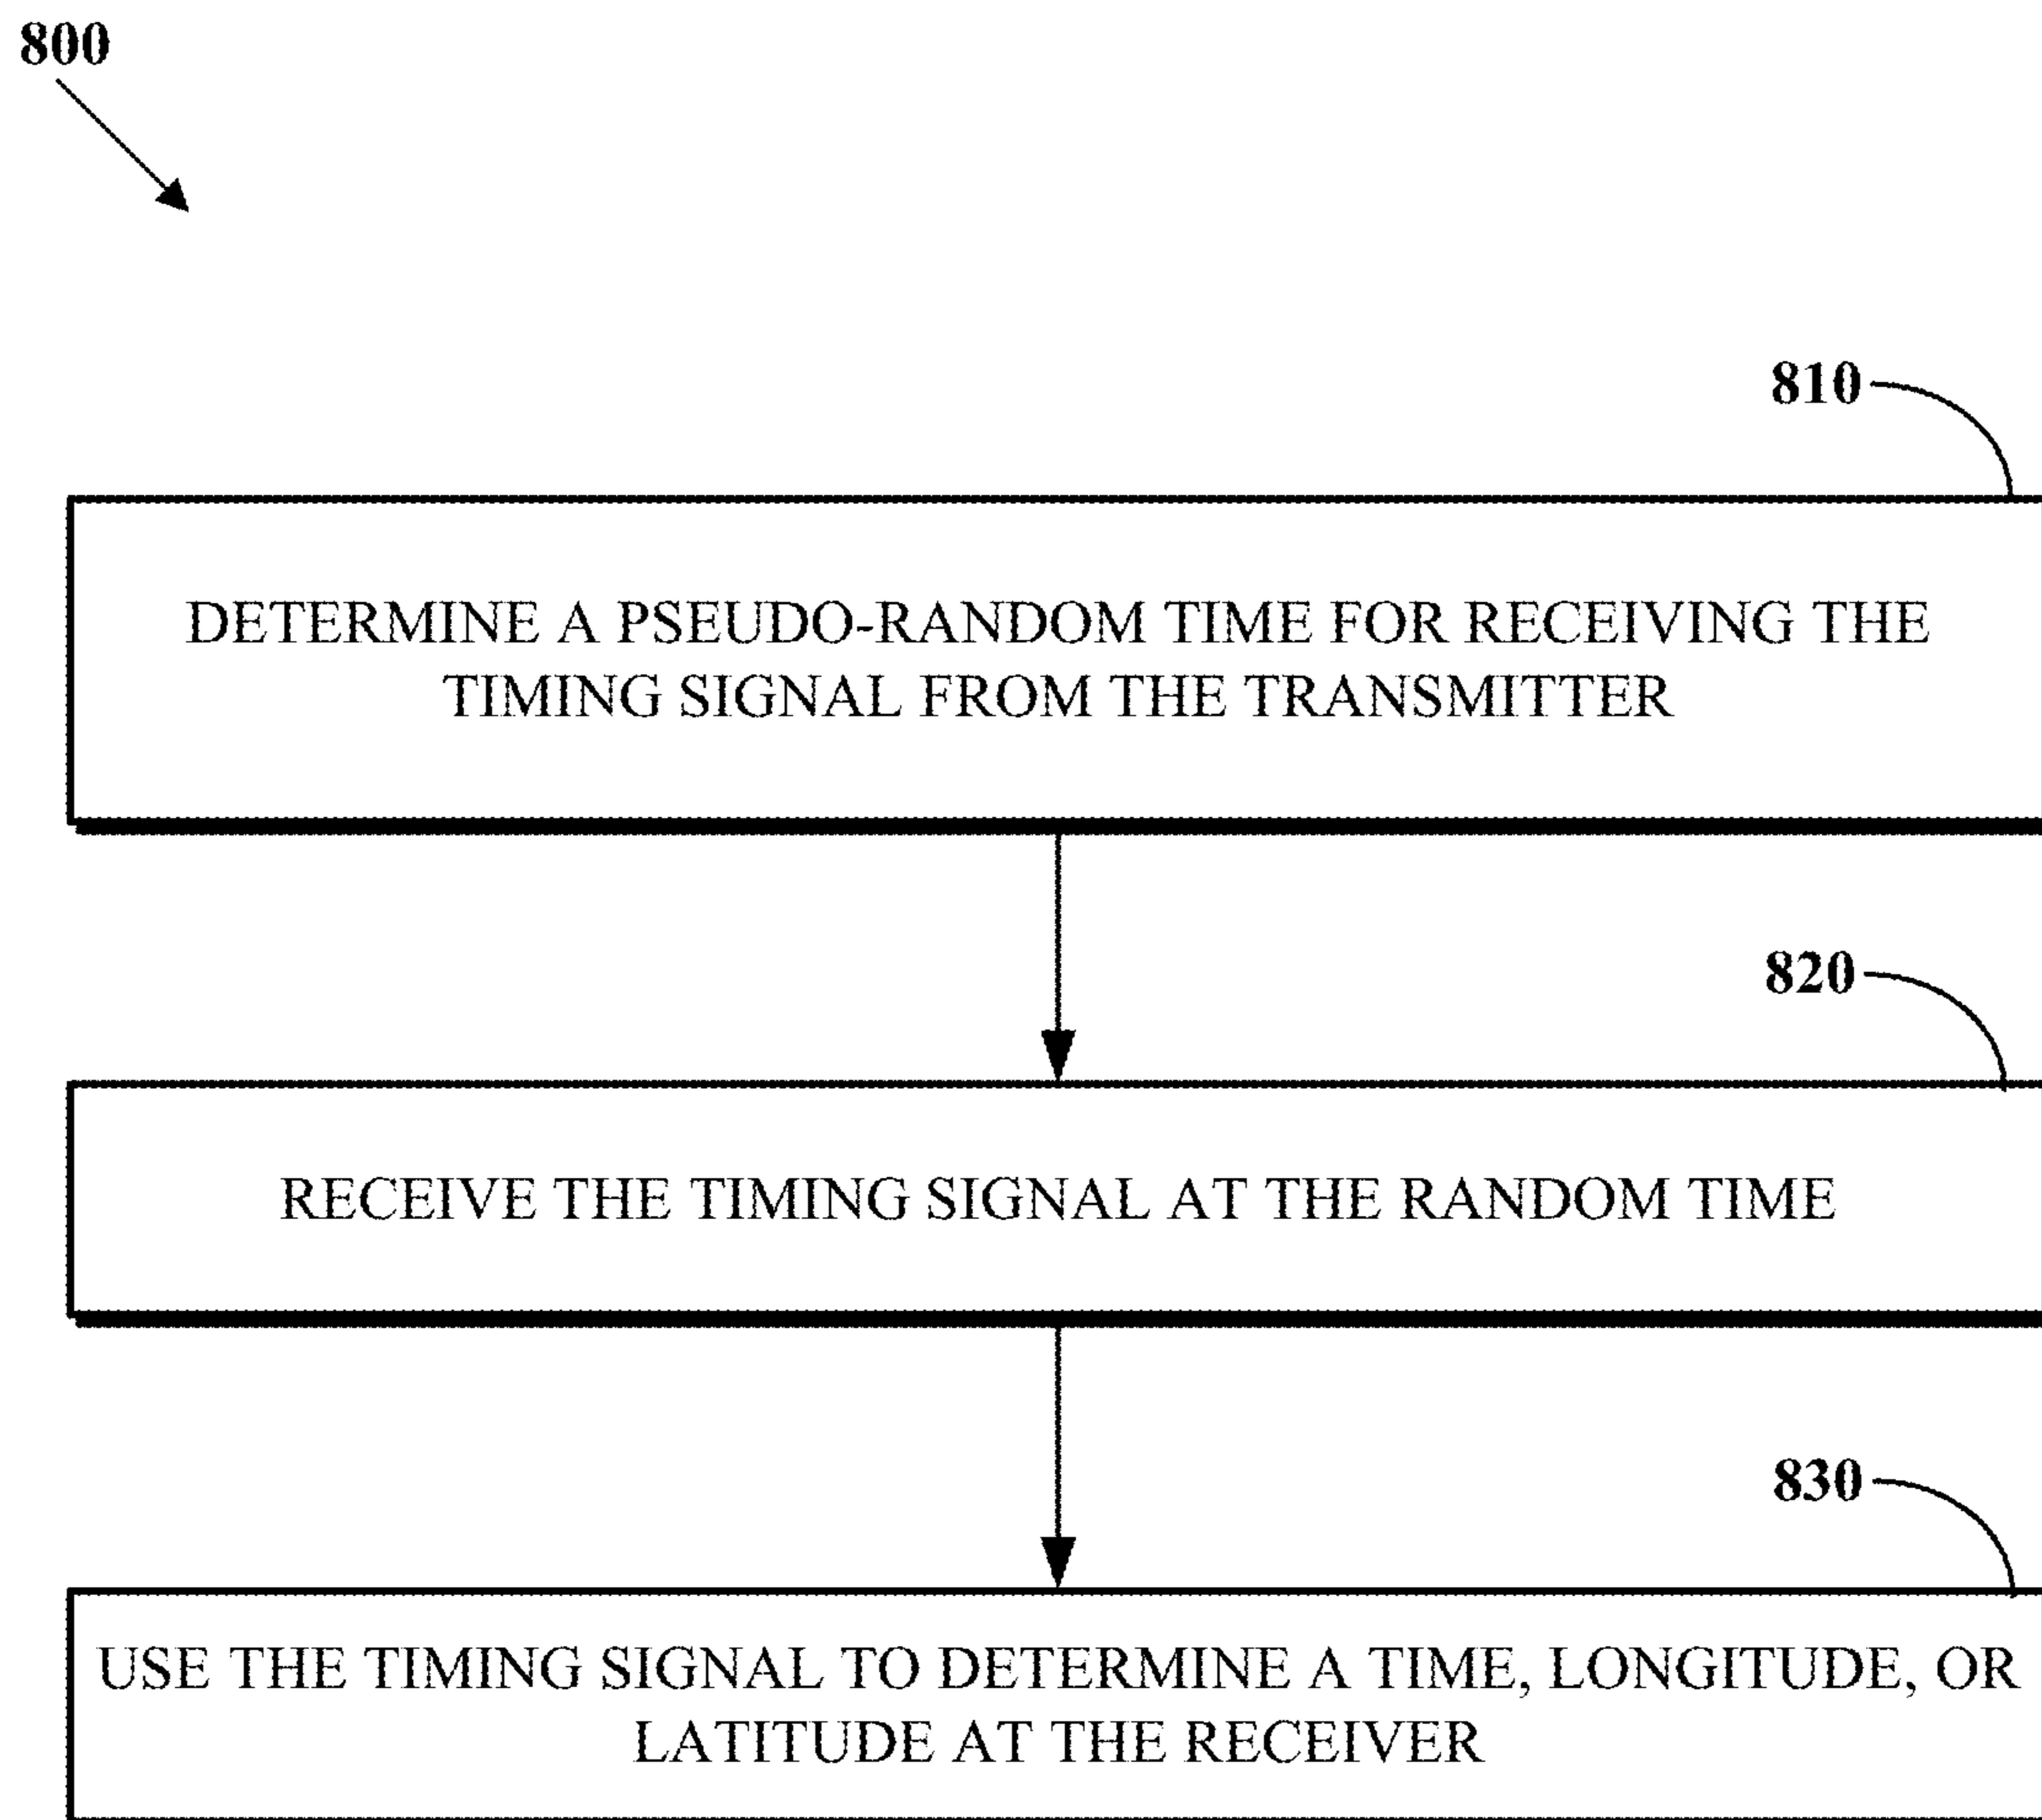 800
810
DETERMINE A PSEUDO-RANDOM TIME FOR RECEIVING THE
TIMING SIGNAL FROM THE TRANSMITTER
820
RECEIVE THE TIMING SIGNAL AT THE RANDOM TIME
830
USE THE TIMING SIGNAL TO DETERMINE A TIME, LONGITUDE, OR
LATITUDE AT THE RECEIVER